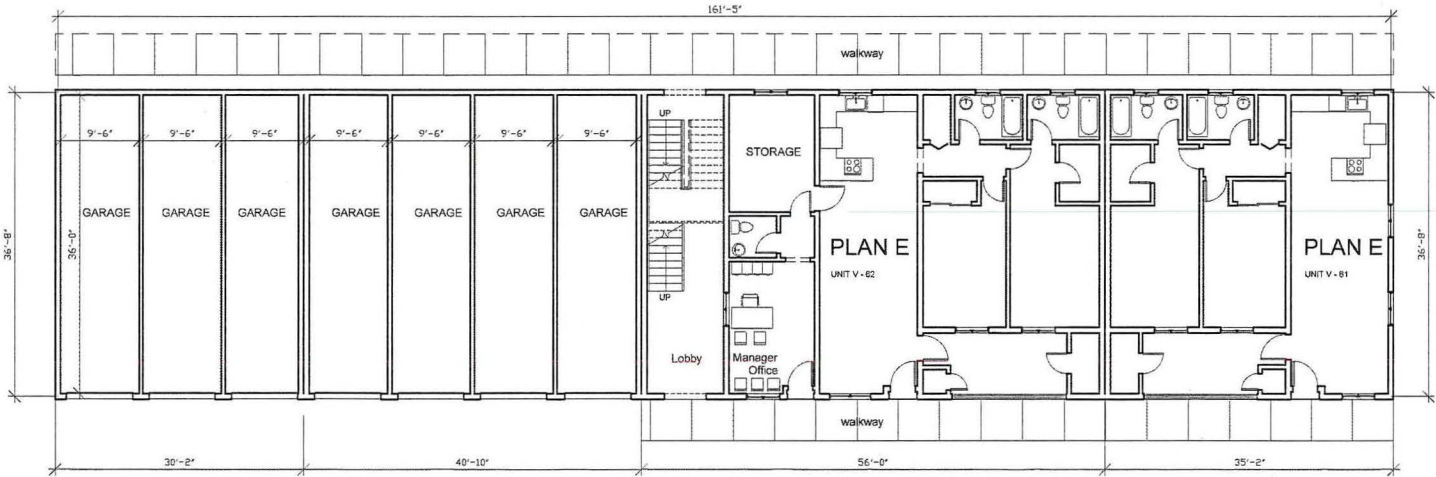 161'-5"
walkway
36'-8"
36'-0"
9'-6"
9'-6"
9'-6"
9'-6"
9'-6"
9'-6"
9'-6"
UP
STORAGE
GARAGE
GARAGE
GARAGE
GARAGE
GARAGE
GARAGE
GARAGE
PLAN E
UNIT V - 62
PLAN E
UNIT V - 61
36'-8"
UP
Lobby
Manager
Office
walkway
30'-2"
40'-10"
56'-0"
35'-2"